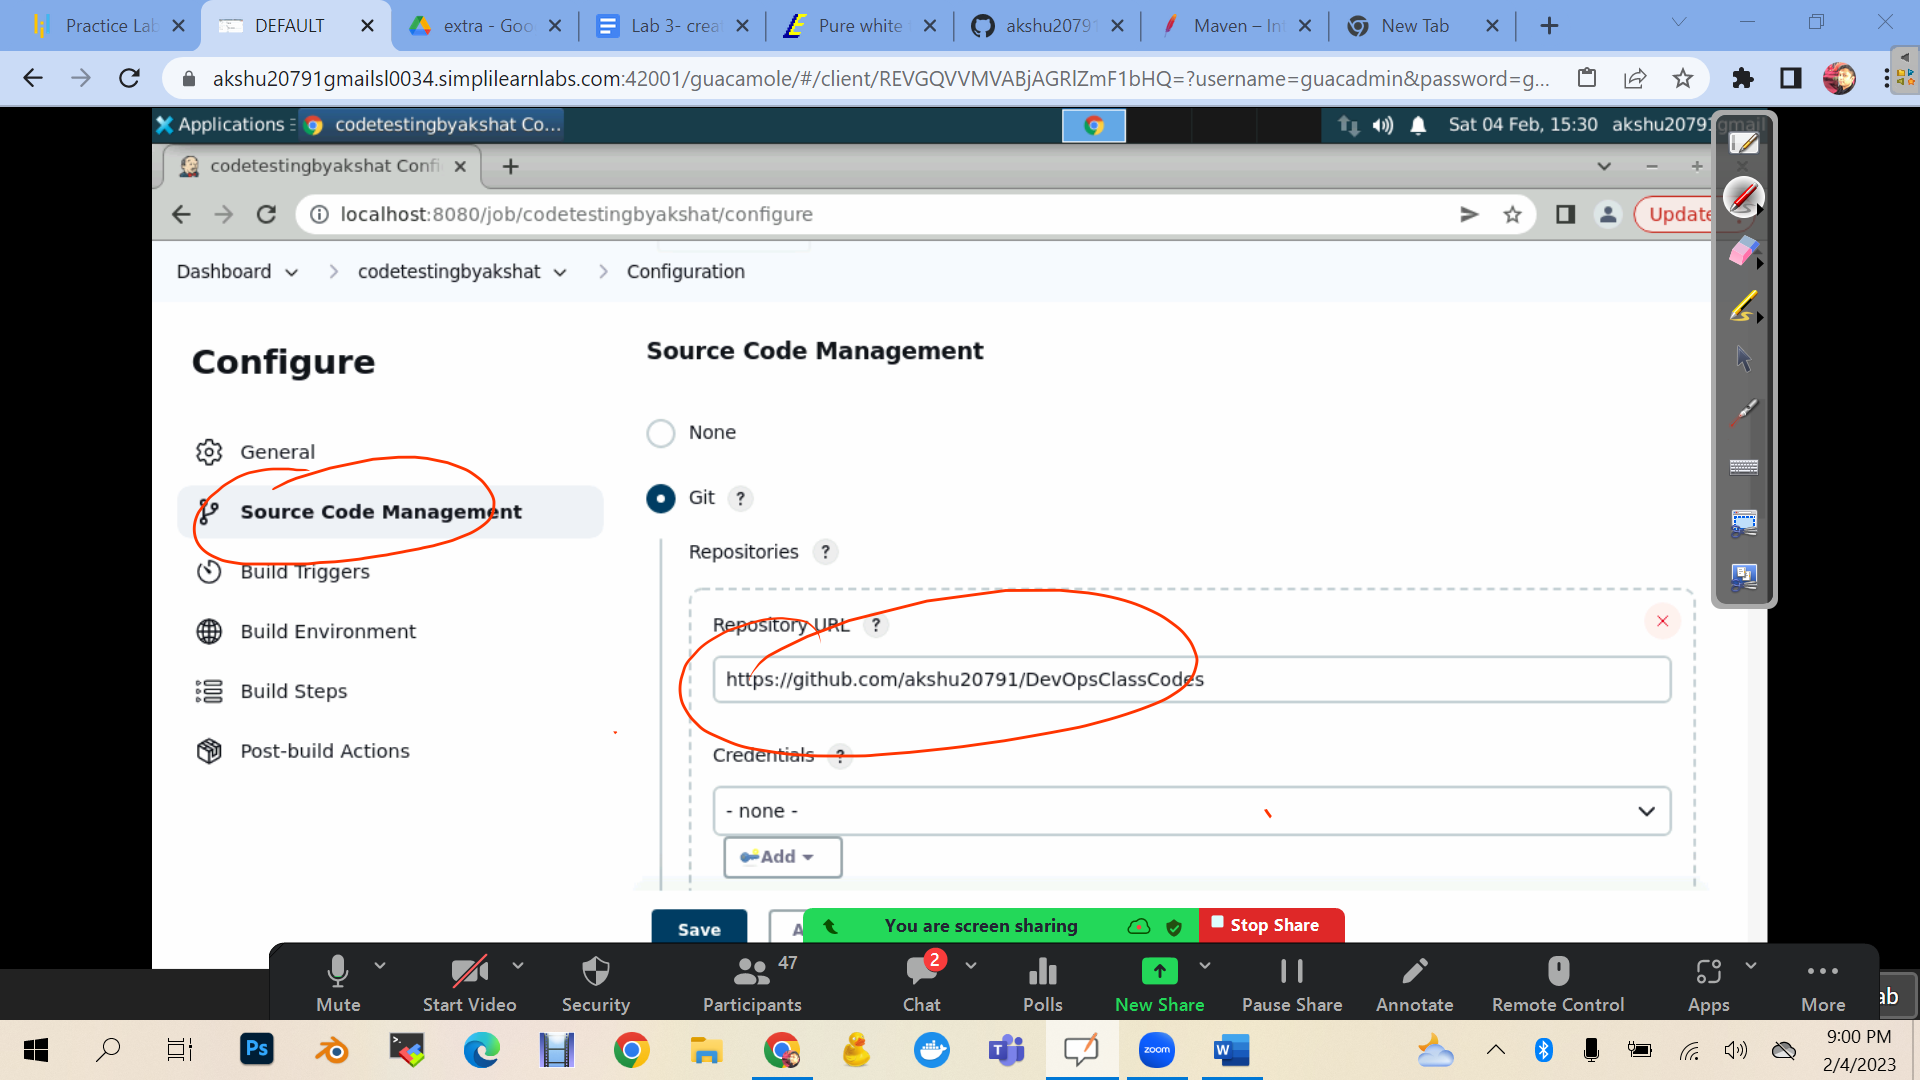 Practice Lab
DEFAULT
extra - Goo
Lab 3- crea
Pure white
akshu20791
Maven – Int
New Tab
akshu20791gmailsl0034.simplilearnlabs.com:42001/guacamole/#/client/REVGQVVMVABjAGRlZmF1bHQ=?username=guacadmin&password=g...
Applications
codetestingbyakshat Co...
Sat 04 Feb, 15:30 akshu20791gmail
codetestingbyakshat Confi
localhost:8080/job/codetestingbyakshat/configure
Update
Dashboard
codetestingbyakshat
Configuration
Configure
General
Source Code Management
Build Triggers
Build Environment
Build Steps
Post-build Actions
Source Code Management
None
Git ?
Repositories ?
Repository URL ?
https://github.com/akshu20791/DevOpsClassCodes
Credentials ?
- none -
Add
Save
A
You are screen sharing
Stop Share
Mute
Start Video
Security
Participants 47
Chat 2
Polls
New Share
Pause Share
Annotate
Remote Control
Apps
More
ab
Ps
zoom
W
9:00 PM
2/4/2023